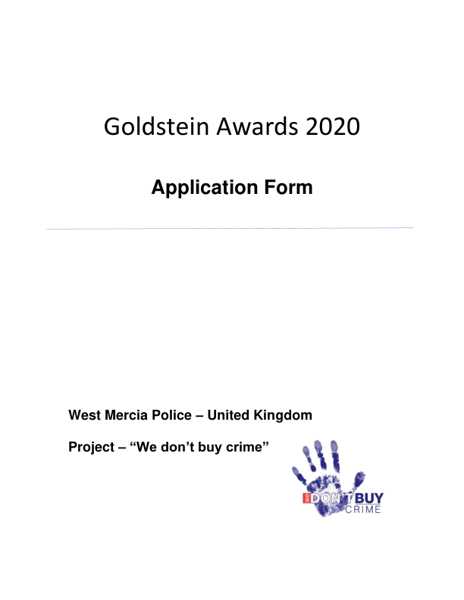 Goldstein Awards 2020
Application Form
West Mercia Police – United Kingdom
Project – “We don’t buy crime”
WE DON'T BUY
CRIME